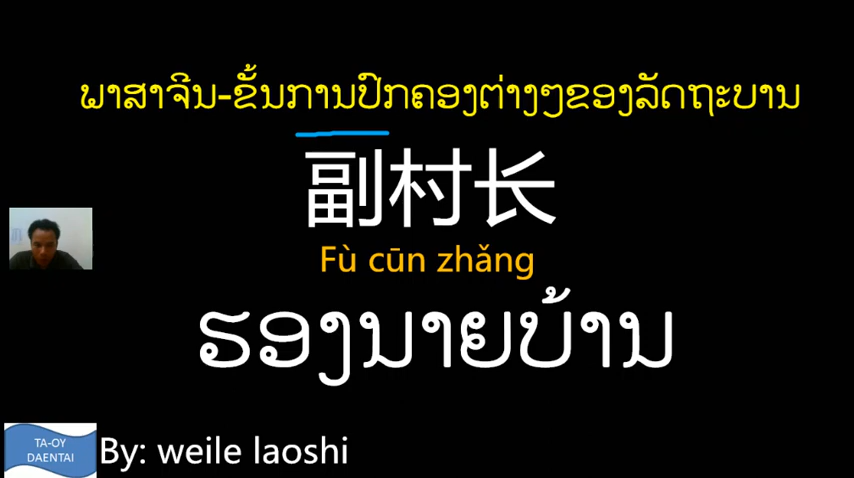 ພາສາຈີນ-ຂັ້ນການປົກຄອງຕ່າງໆຂອງລັດຖະບານ
副村长
Fù cūn zhǎng
ຮອງນາຍບ້ານ
TA-OY
DAENTAI
By: weile laoshi